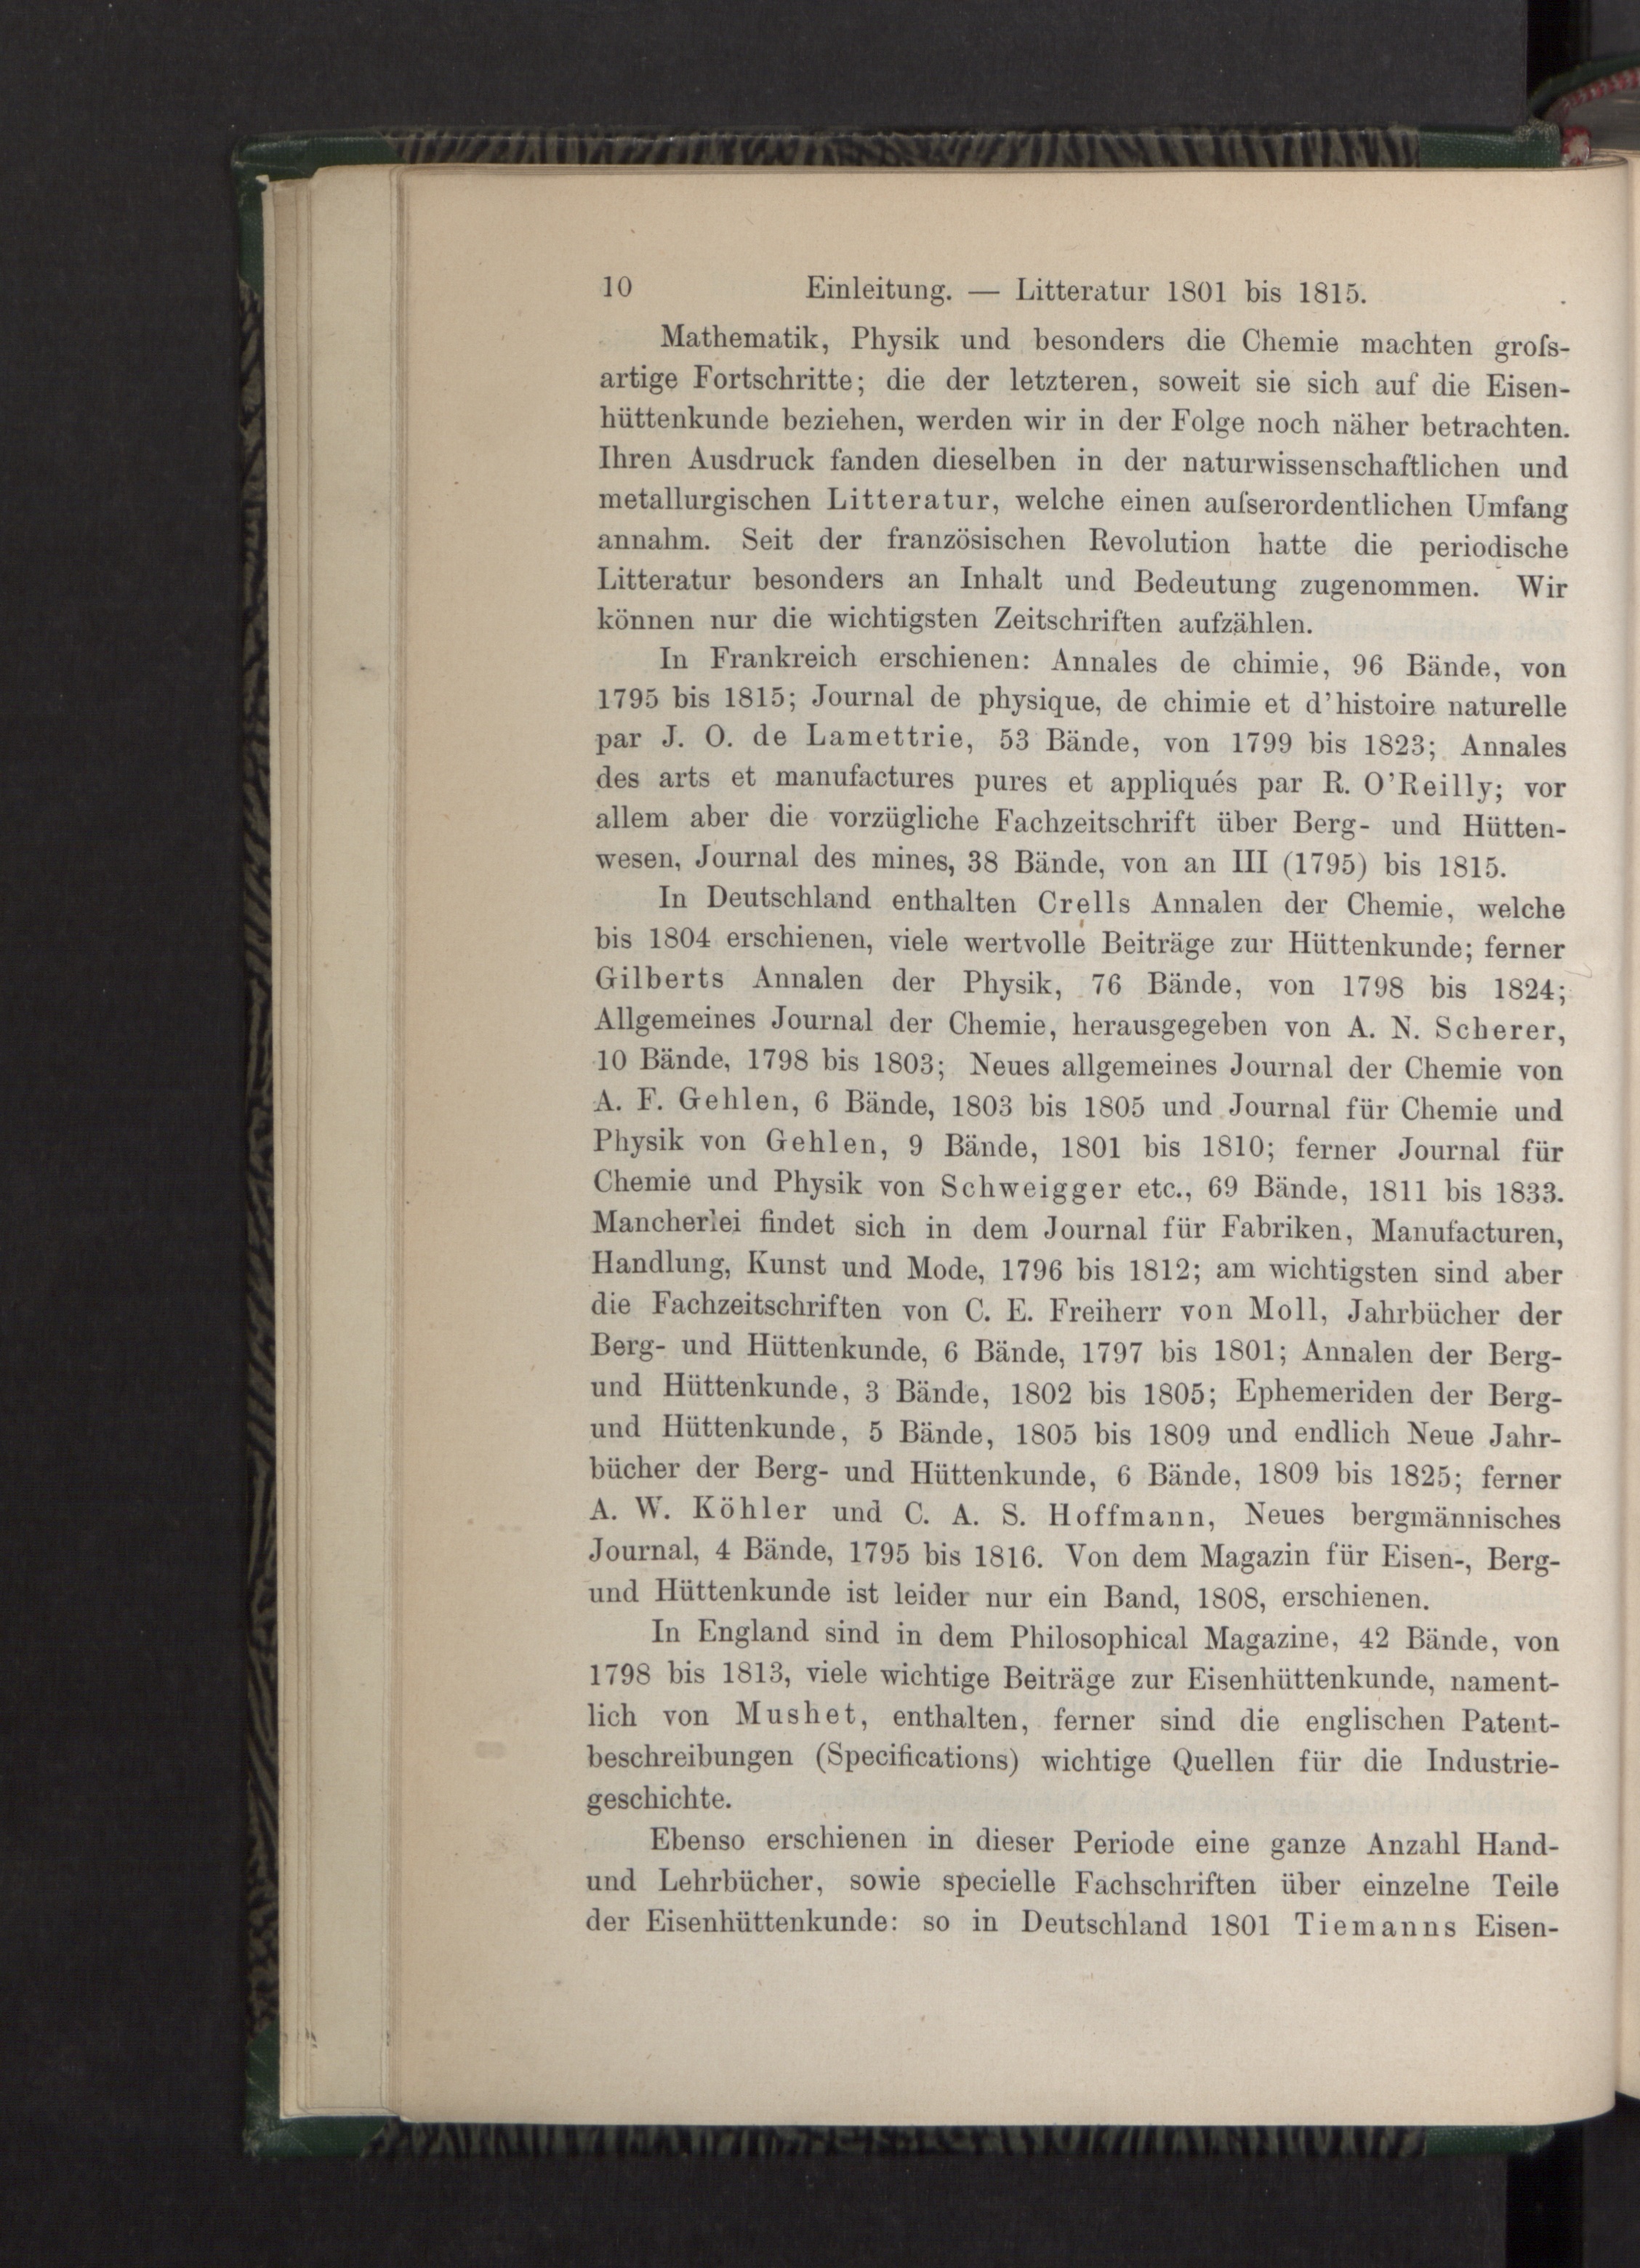 10 Einleitung. — Litteratur 1801 bis 1815.
Mathematik, Physik und besonders die Chemie machten groſs-
artige Fortschritte; die der letzteren, soweit sie sich auf die Eisen-
hüttenkunde beziehen, werden wir in der Folge noch näher betrachten.
Ihren Ausdruck fanden dieselben in der naturwissenschaftlichen und
metallurgischen Litteratur, welche einen auſserordentlichen Umfang
annahm. Seit der französischen Revolution hatte die periodische
Litteratur besonders an Inhalt und Bedeutung zugenommen. Wir
können nur die wichtigsten Zeitschriften aufzählen.
In Frankreich erschienen: Annales de chimie, 96 Bände, von
1795 bis 1815; Journal de physique, de chimie et d'histoire naturelle
par J. O. de Lamettrie, 53 Bände, von 1799 bis 1823; Annales
des arts et manufactures pures et appliqués par R. O'Reilly; vor
allem aber die vorzügliche Fachzeitschrift über Berg- und Hütten-
wesen, Journal des mines, 38 Bände, von an III (1795) bis 1815.
In Deutschland enthalten Crells Annalen der Chemie, welche
bis 1804 erschienen, viele wertvolle Beiträge zur Hüttenkunde; ferner
Gilberts Annalen der Physik, 76 Bände, von 1798 bis 1824;
Allgemeines Journal der Chemie, herausgegeben von A. N. Scherer,
10 Bände, 1798 bis 1803; Neues allgemeines Journal der Chemie von
A. F. Gehlen, 6 Bände, 1803 bis 1805 und Journal für Chemie und
Physik von Gehlen, 9 Bände, 1801 bis 1810; ferner Journal für
Chemie und Physik von Schweigger etc., 69 Bände, 1811 bis 1833.
Mancherlei findet sich in dem Journal für Fabriken, Manufacturen,
Handlung, Kunst und Mode, 1796 bis 1812; am wichtigsten sind aber
die Fachzeitschriften von C. E. Freiherr von Moll, Jahrbücher der
Berg- und Hüttenkunde, 6 Bände, 1797 bis 1801; Annalen der Berg-
und Hüttenkunde, 3 Bände, 1802 bis 1805; Ephemeriden der Berg-
und Hüttenkunde, 5 Bände, 1805 bis 1809 und endlich Neue Jahr-
bücher der Berg- und Hüttenkunde, 6 Bände, 1809 bis 1825; ferner
A. W. Köhler und C. A. S. Hoffmann, Neues bergmännisches
Journal, 4 Bände, 1795 bis 1816. Von dem Magazin für Eisen-, Berg-
und Hüttenkunde ist leider nur ein Band, 1808, erschienen.
In England sind in dem Philosophical Magazine, 42 Bände, von
1798 bis 1813, viele wichtige Beiträge zur Eisenhüttenkunde, nament-
lich von Mushet, enthalten, ferner sind die englischen Patent-
beschreibungen (Specifications) wichtige Quellen für die Industrie-
geschichte.
Ebenso erschienen in dieser Periode eine ganze Anzahl Hand-
und Lehrbücher, sowie specielle Fachschriften über einzelne Teile
der Eisenhüttenkunde: so in Deutschland 1801 Tiemanns Eisen-